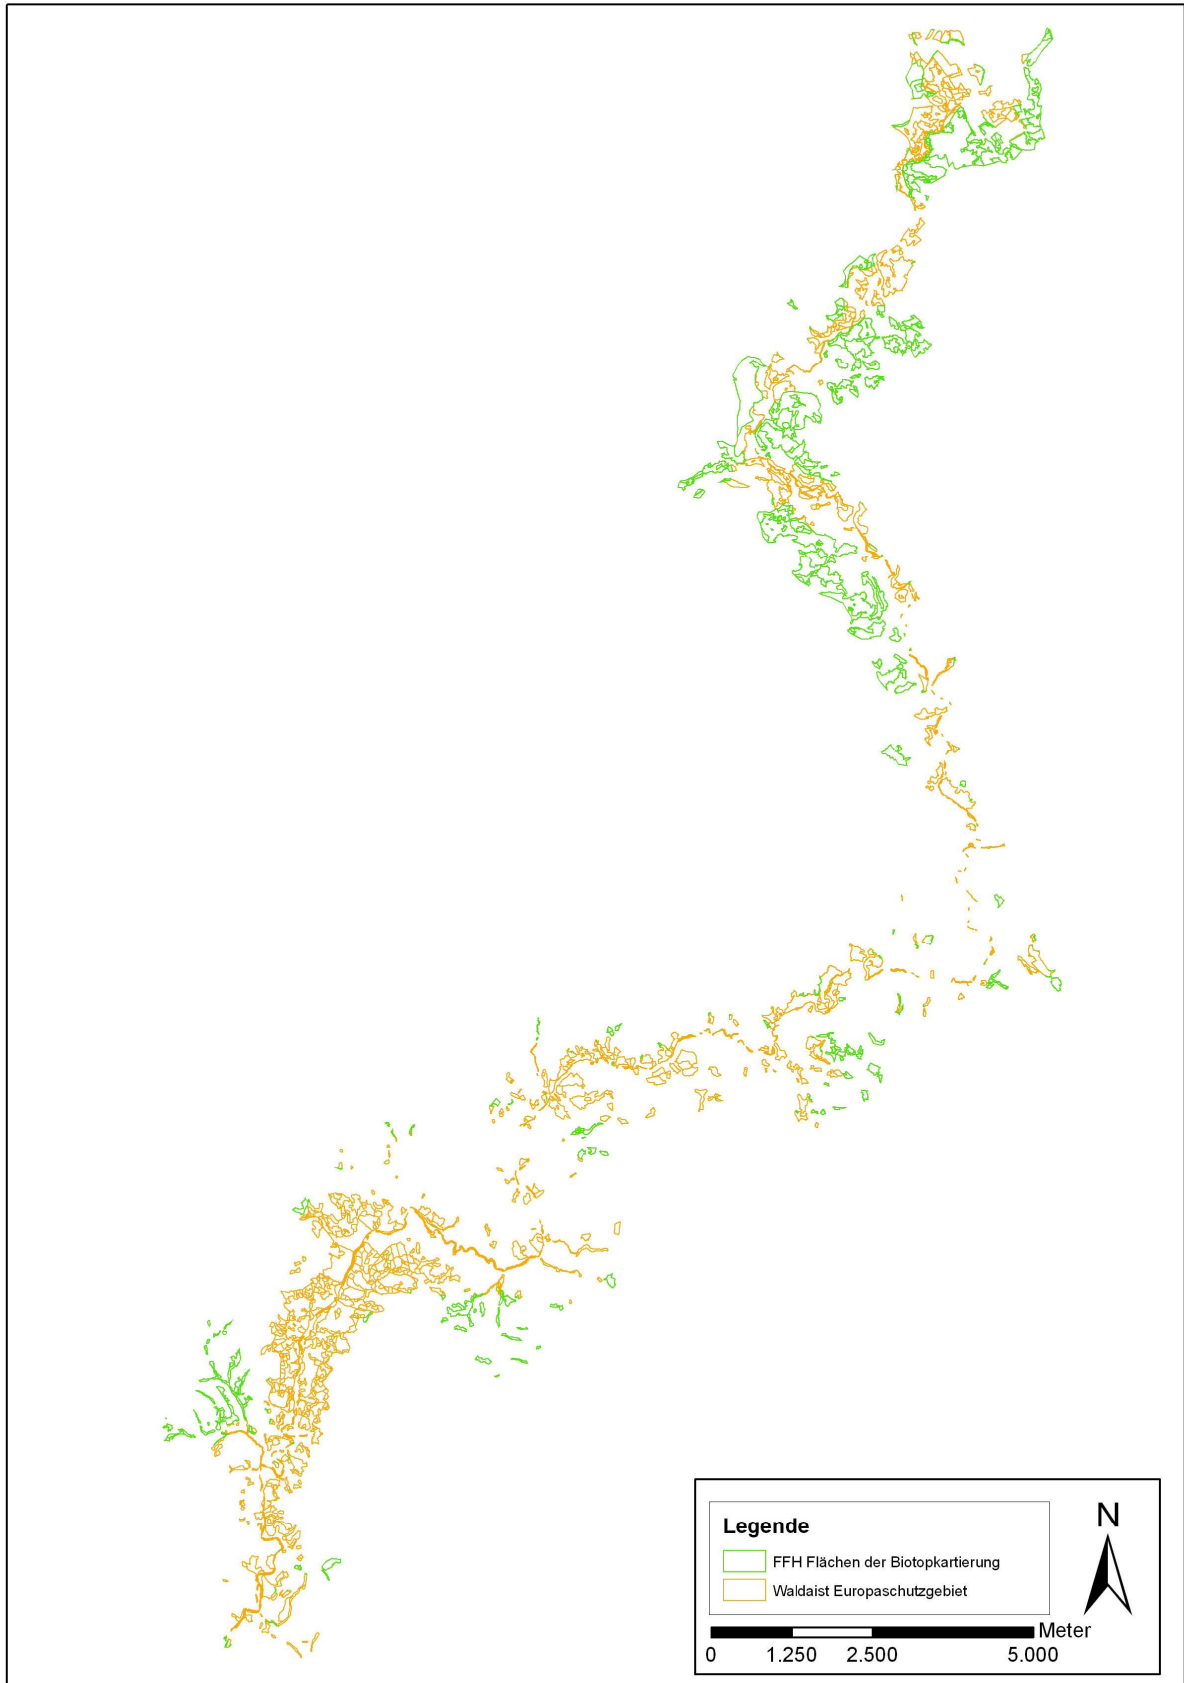 N
Legende
FFH Flächen der Biotopkartierung
Waldaist Europaschutzgebiet
Meter
0 1.250 2.500 5.000